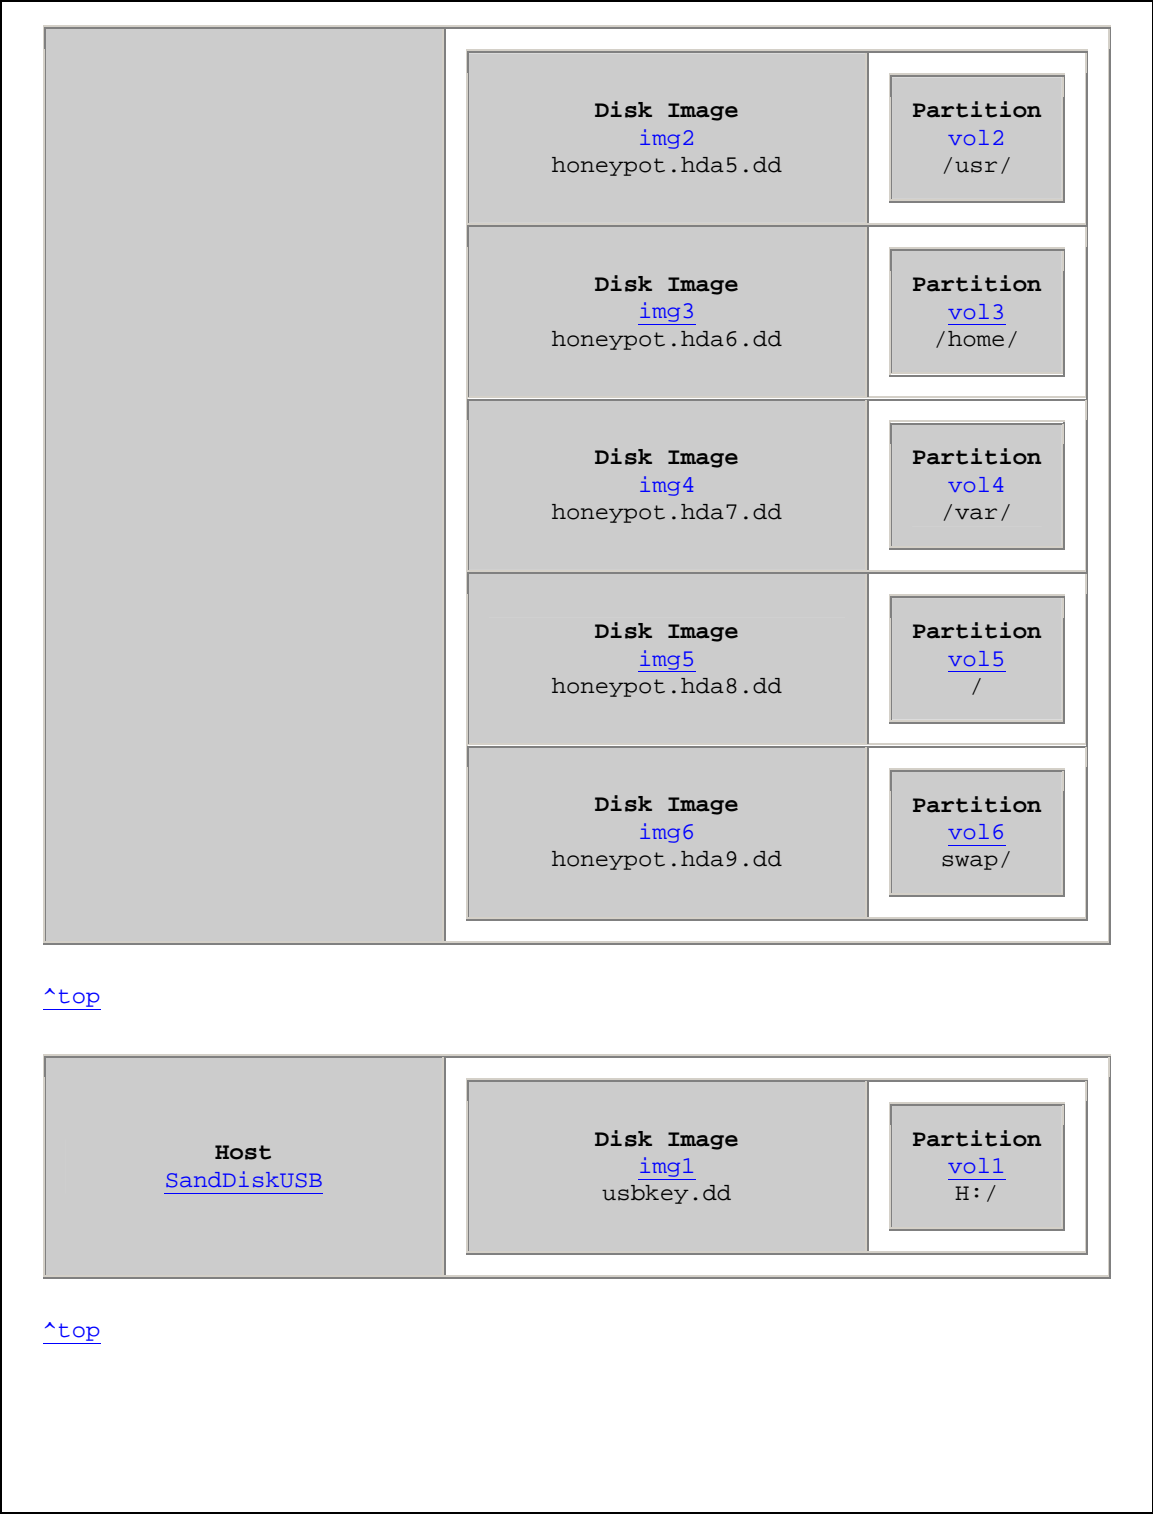 Disk Image
img2
honeypot.hda5.dd
Partition
vol2
/usr/
Disk Image
img3
honeypot.hda6.dd
Partition
vol3
/home/
Disk Image
img4
honeypot.hda7.dd
Partition
vol4
/var/
Disk Image
img5
honeypot.hda8.dd
Partition
vol5
/
Disk Image
img6
honeypot.hda9.dd
Partition
vol6
swap/
^top
Host
SandDiskUSB
Disk Image
img1
usbkey.dd
Partition
vol1
H:/
^top